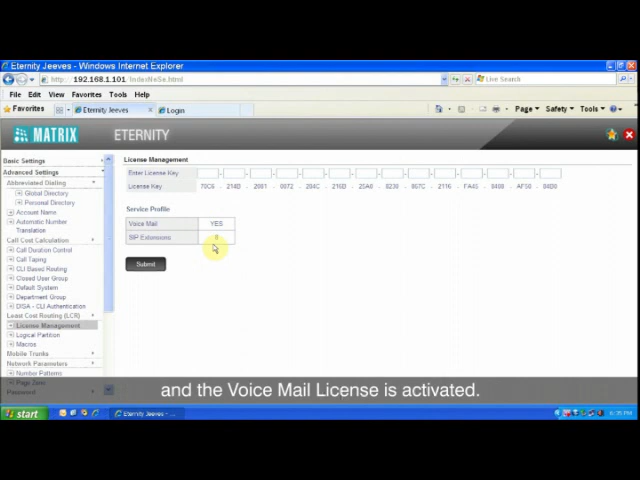 Eternity Jeeves - Windows Internet Explorer
http://192.168.1.101/IndexNeSe.html
Live Search
File Edit View Favorites Tools Help
Favorites
Eternity Jeeves
Login
Page Safety Tools
MATRIX ETERNITY
Basic Settings
Advanced Settings
Abbreviated Dialing
Global Directory
Personal Directory
Account Name
Automatic Number
Translation
Call Cost Calculation
Call Duration Control
Call Taping
CLI Based Routing
Closed User Group
Default System
Department Group
DISA - CLI Authentication
Least Cost Routing (LCR)
License Management
Logical Partition
Macros
Mobile Trunks
Network Parameters
Number Patterns
Page Zone
Password
License Management
Enter License Key
License Key
Service Profile
Voice Mail YES
SIP Extensions
Submit
and the Voice Mail License is activated.
start
Eternity Jeeves - ...